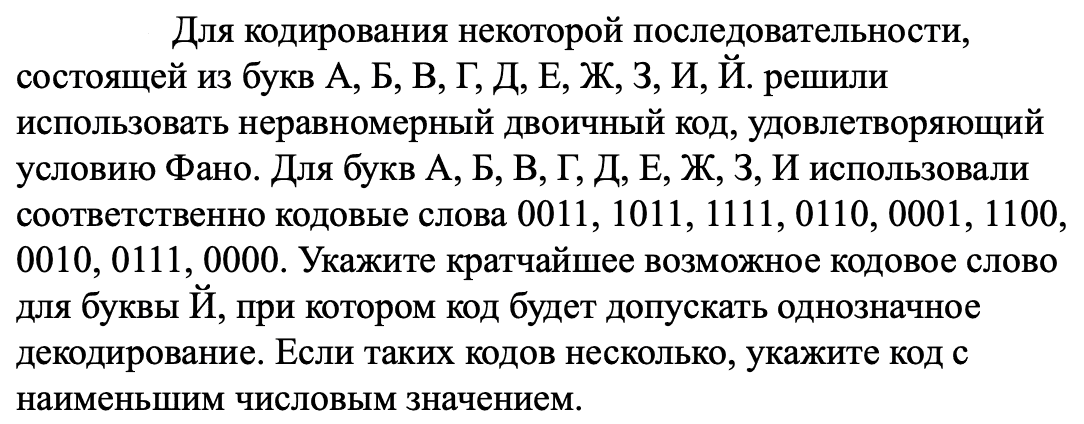 Для кодирования некоторой последовательности,
состоящей из букв А, Б, В, Г, Д, Е, Ж, З, И, Й. решили
использовать неравномерный двоичный код, удовлетворяющий
условию Фано. Для букв А, Б, В, Г, Д, Е, Ж, З, И использовали
соответственно кодовые слова 0011, 1011, 1111, 0110, 0001, 1100,
0010, 0111, 0000. Укажите кратчайшее возможное кодовое слово
для буквы Й, при котором код будет допускать однозначное
декодирование. Если таких кодов несколько, укажите код с
наименьшим числовым значением.